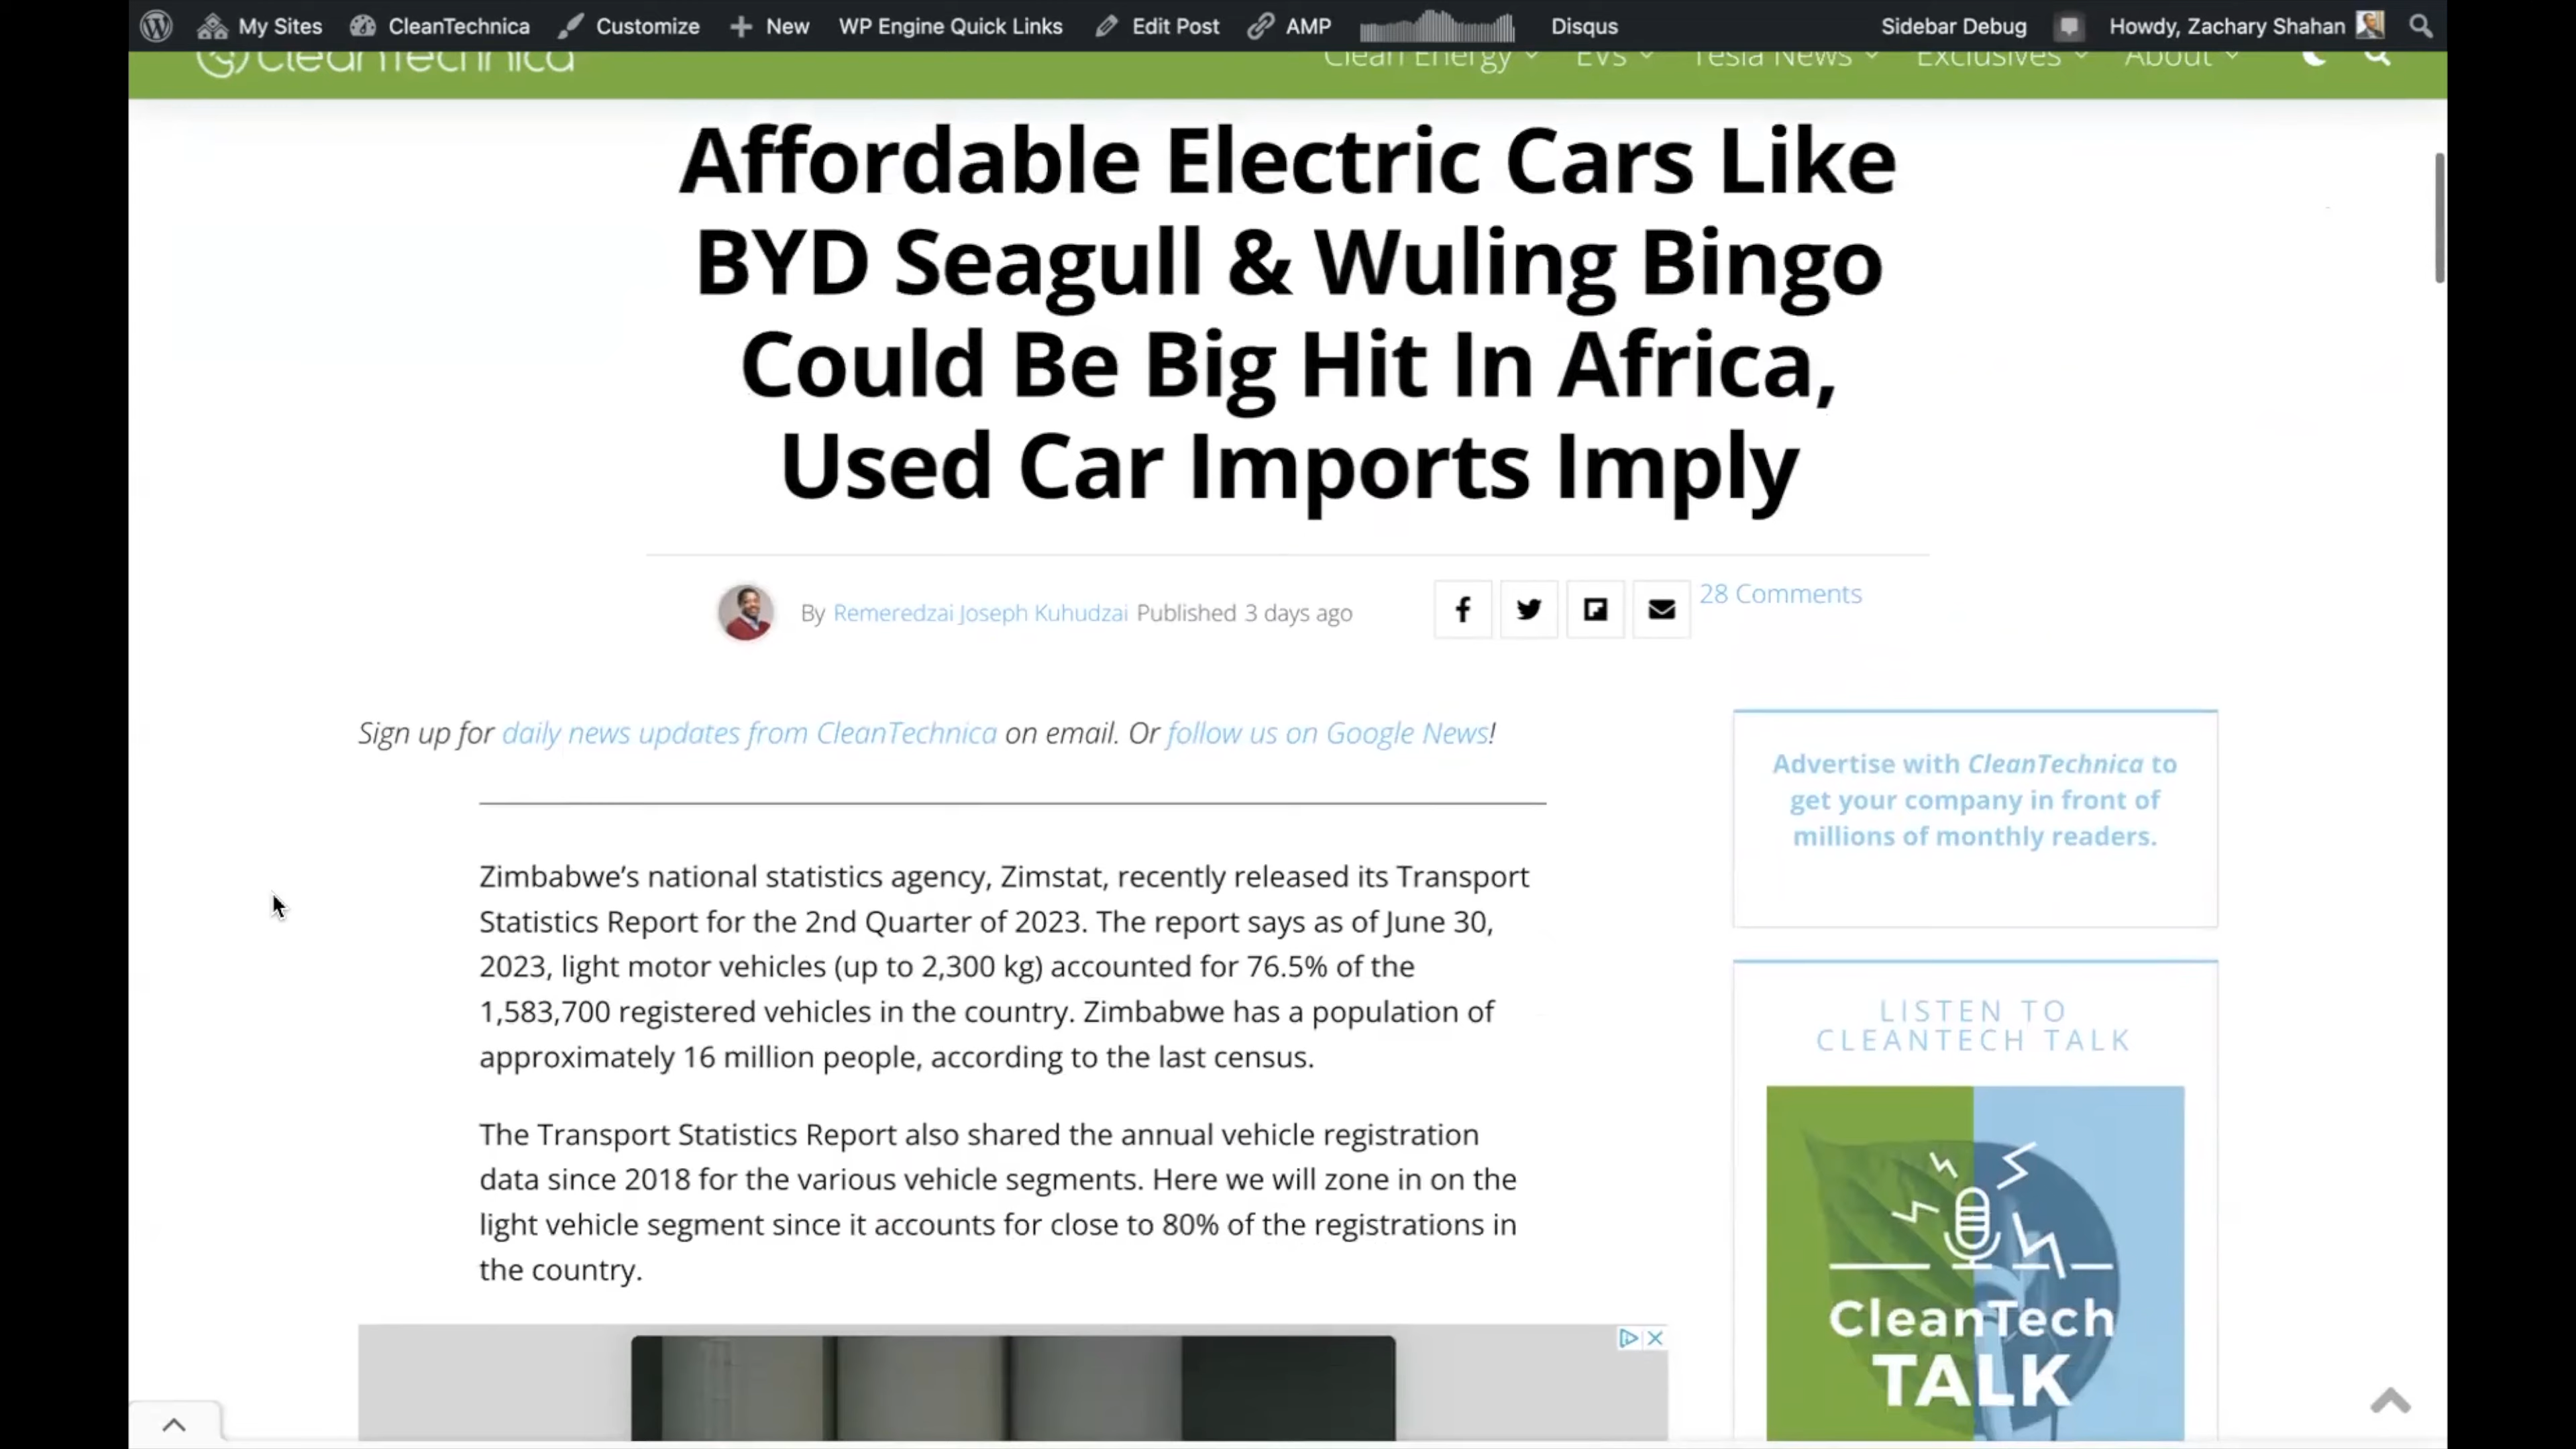 My Sites CleanTechnica Customize New WP Engine Quick Links Edit Post AMP Disqus Sidebar Debug Howdy, Zachary Shahan
CleanTechnica Clean Energy EVs Tesla News Exclusives About
Affordable Electric Cars Like
BYD Seagull & Wuling Bingo
Could Be Big Hit In Africa,
Used Car Imports Imply
By Remeredzai Joseph Kuhudzai Published 3 days ago
28 Comments
Sign up for daily news updates from CleanTechnica on email. Or follow us on Google News!
Zimbabwe’s national statistics agency, Zimstat, recently released its Transport
Statistics Report for the 2nd Quarter of 2023. The report says as of June 30,
2023, light motor vehicles (up to 2,300 kg) accounted for 76.5% of the
1,583,700 registered vehicles in the country. Zimbabwe has a population of
approximately 16 million people, according to the last census.
The Transport Statistics Report also shared the annual vehicle registration
data since 2018 for the various vehicle segments. Here we will zone in on the
light vehicle segment since it accounts for close to 80% of the registrations in
the country.
Advertise with CleanTechnica to
get your company in front of
millions of monthly readers.
LISTEN TO
CLEANTECH TALK
CleanTech
TALK